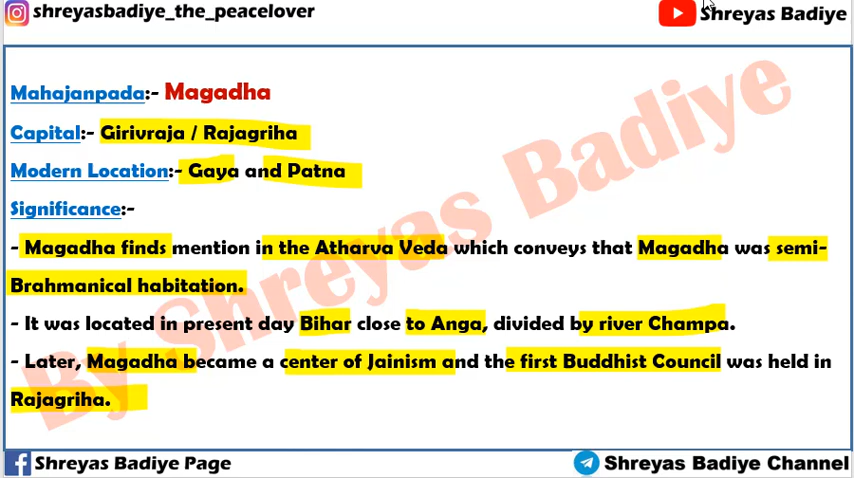 shreyasbadiye_the_peacelover
Shreyas Badiye
Mahajanpada:- Magadha
Capital:- Girivraja / Rajagriha
Modern Location:- Gaya and Patna
Significance:-
- Magadha finds mention in the Atharva Veda which conveys that Magadha was semi-
Brahmanical habitation.
- It was located in present day Bihar close to Anga, divided by river Champa.
- Later, Magadha became a center of Jainism and the first Buddhist Council was held in
Rajagriha.
By Shreyas Badiye
Shreyas Badiye Page
Shreyas Badiye Channel